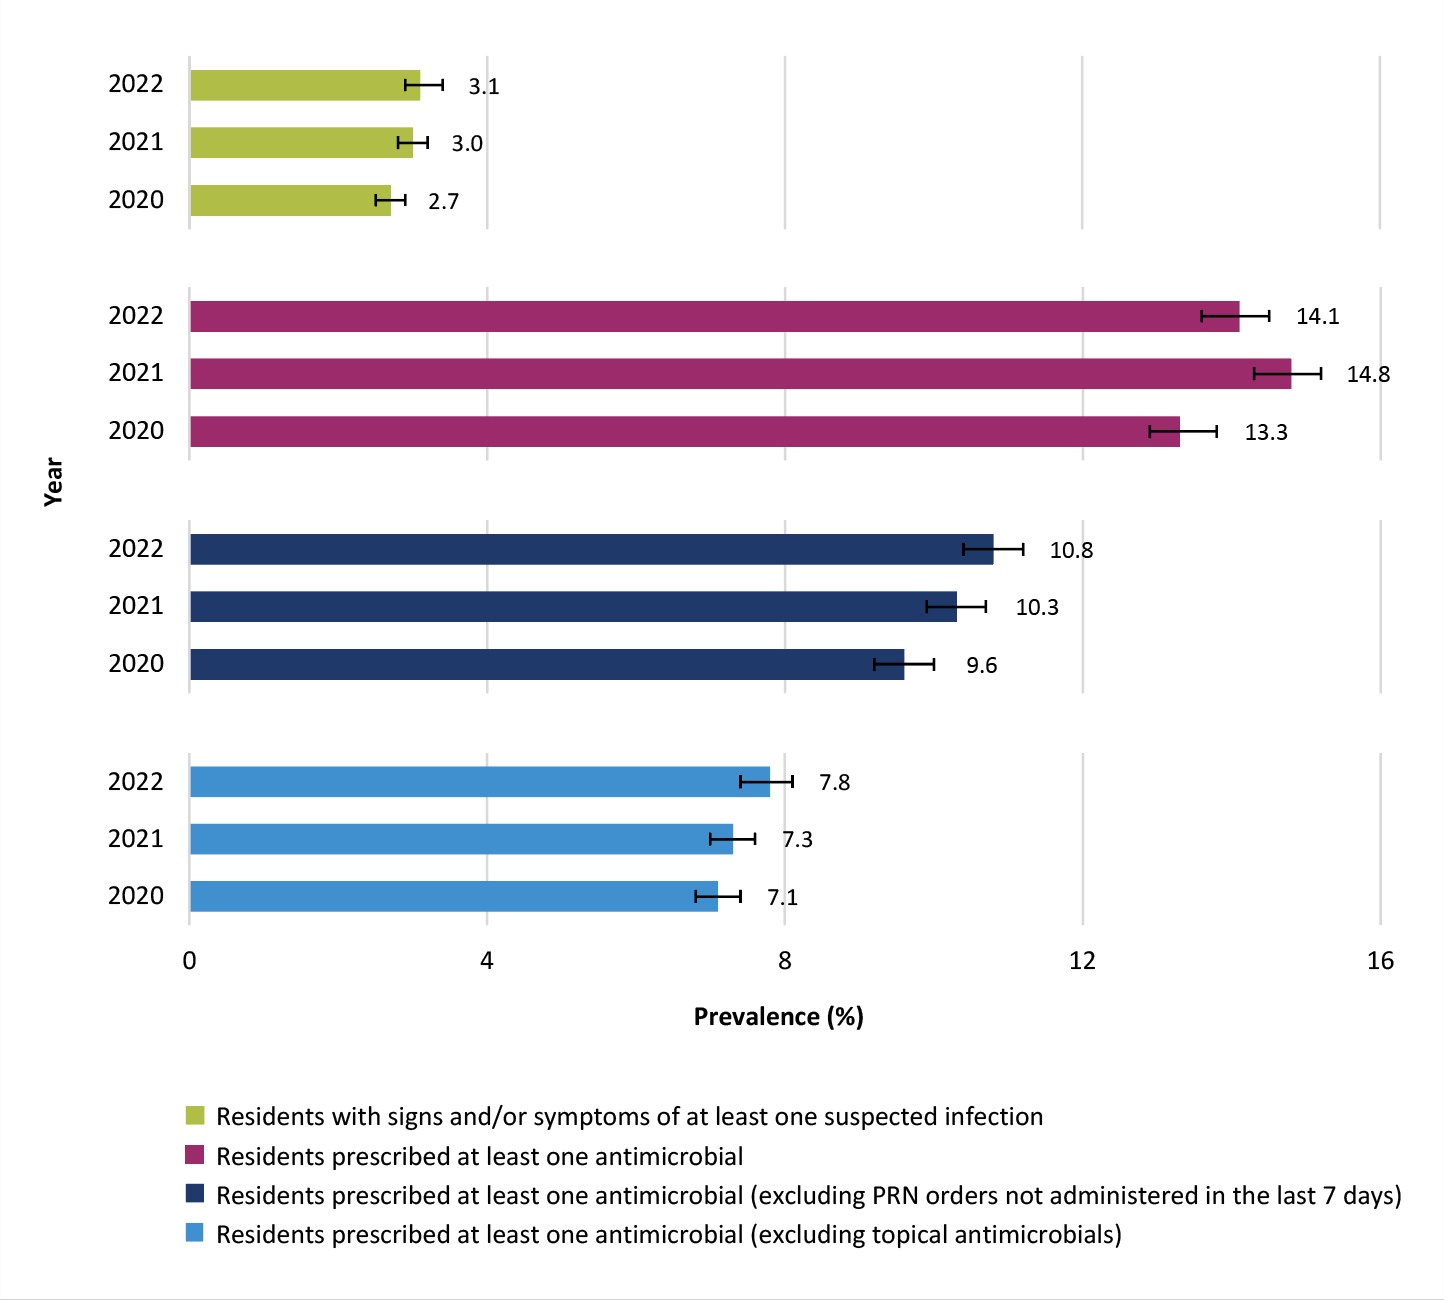 2022 3.1
2021 3.0
2020 2.7
2022 14.1
2021 14.8
2020 13.3
Year
2022 10.8
2021 10.3
2020 9.6
2022 7.8
2021 7.3
2020 7.1
0 4 8 12 16
Prevalence (%)
Residents with signs and/or symptoms of at least one suspected infection
Residents prescribed at least one antimicrobial
Residents prescribed at least one antimicrobial (excluding PRN orders not administered in the last 7 days)
Residents prescribed at least one antimicrobial (excluding topical antimicrobials)